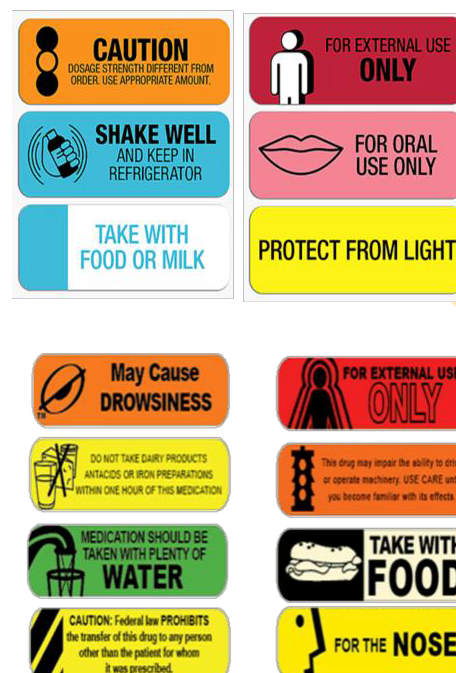 CAUTION
DOSAGE STRENGTH DIFFERENT FROM
ORDER. USE APPROPRIATE AMOUNT.
SHAKE WELL
AND KEEP IN
REFRIGERATOR
TAKE WITH
FOOD OR MILK
FOR EXTERNAL USE
ONLY
FOR ORAL
USE ONLY
PROTECT FROM LIGHT
May Cause
DROWSINESS
TM
DO NOT TAKE DAIRY PRODUCTS
ANTACIDS OR IRON PREPARATIONS
WITHIN ONE HOUR OF THIS MEDICATION
MEDICATION SHOULD BE
TAKEN WITH PLENTY OF
WATER
CAUTION: Federal law PROHIBITS
the transfer of this drug to any person
other than the patient for whom
it was prescribed.
FOR EXTERNAL USE
ONLY
This drug may impair the ability to
or operate machinery. USE CARE
you become familiar with its effects.
TAKE WITH
FOOD
FOR THE NOSE